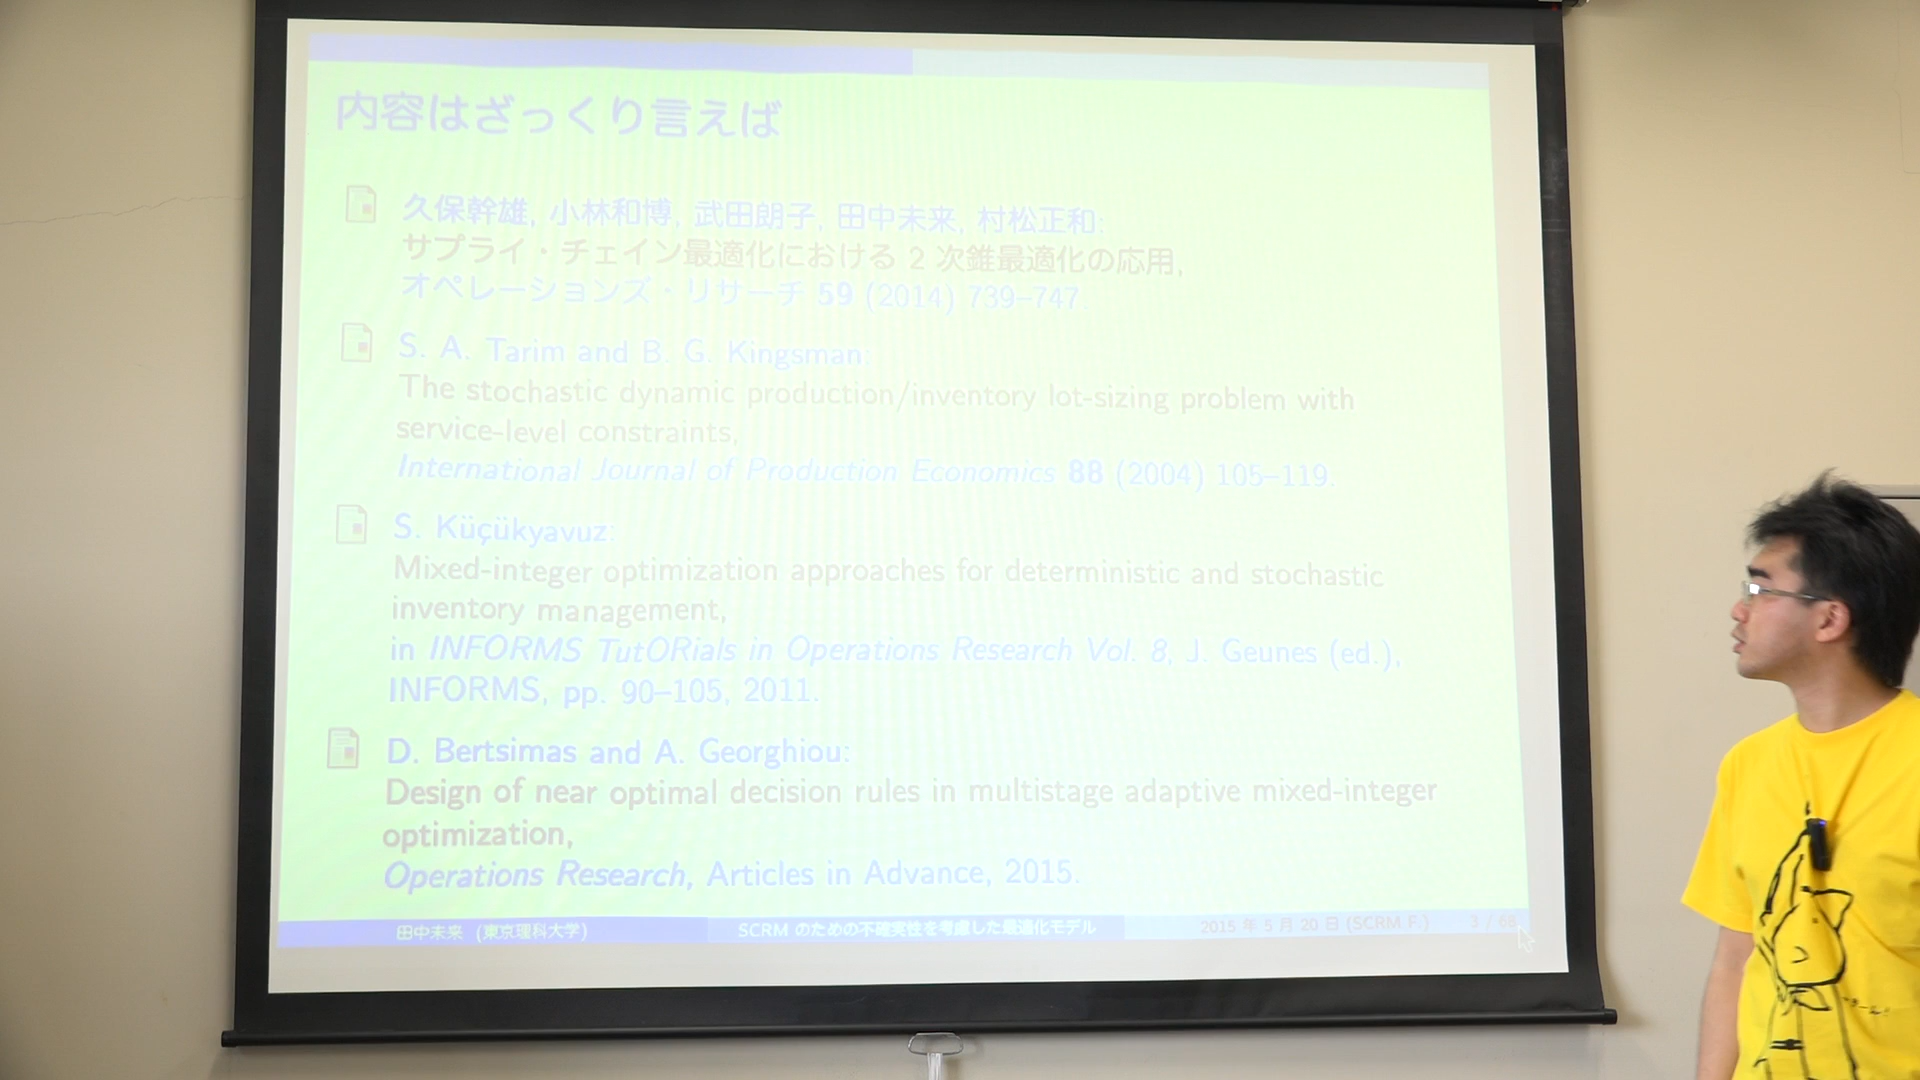 内容はざっくり言えば
久保幹雄, 小林和博, 武田朗子, 田中未来, 村松正和:
サプライ・チェイン最適化における 2 次錐最適化の応用,
オペレーションズ・リサーチ 59 (2014) 739–747.
S. A. Tarim and B. G. Kingsman:
The stochastic dynamic production/inventory lot-sizing problem with
service-level constraints,
International Journal of Production Economics 88 (2004) 105–119.
S. Küçükyavuz:
Mixed-integer optimization approaches for deterministic and stochastic
inventory management,
in INFORMS TutORials in Operations Research Vol. 8, J. Geunes (ed.),
INFORMS, pp. 90–105, 2011.
D. Bertsimas and A. Georghiou:
Design of near optimal decision rules in multistage adaptive mixed-integer
optimization,
Operations Research, Articles in Advance, 2015.
田中未来 (東京理科大学) SCRM のための不確実性を考慮した最適化モデル 2015 年 5 月 20 日 (SCRM F.) 3 / 68